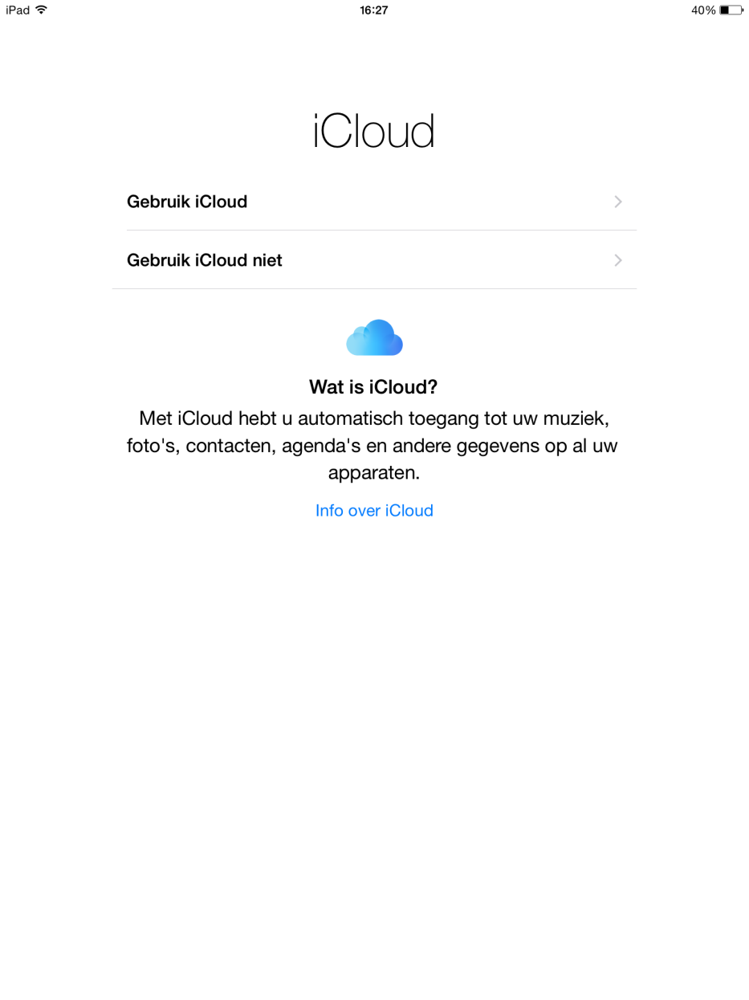 iPad 16:27 40%
iCloud
Gebruik iCloud
Gebruik iCloud niet
Wat is iCloud?
Met iCloud hebt u automatisch toegang tot uw muziek,
foto's, contacten, agenda's en andere gegevens op al uw
apparaten.
Info over iCloud